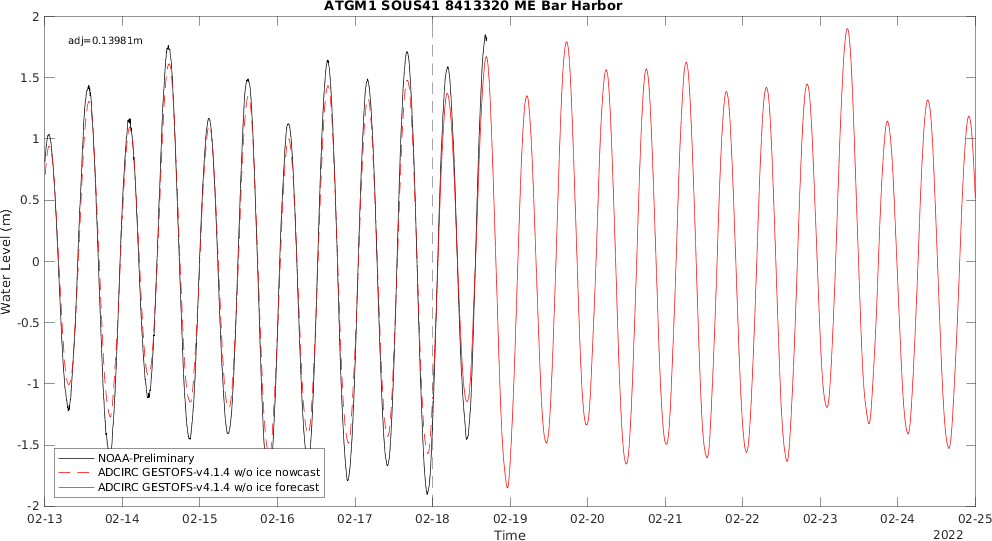 ATGM1 SOUS41 8413320 ME Bar Harbor
adj=0.13981m
2
1.5
1
0.5
0
-0.5
-1
-1.5
-2
Water Level (m)
NOAA-Preliminary
ADCIRC GESTOFS-v4.1.4 w/o ice nowcast
ADCIRC GESTOFS-v4.1.4 w/o ice forecast
02-13 02-14 02-15 02-16 02-17 02-18 02-19 02-20 02-21 02-22 02-23 02-24 02-25
Time
2022